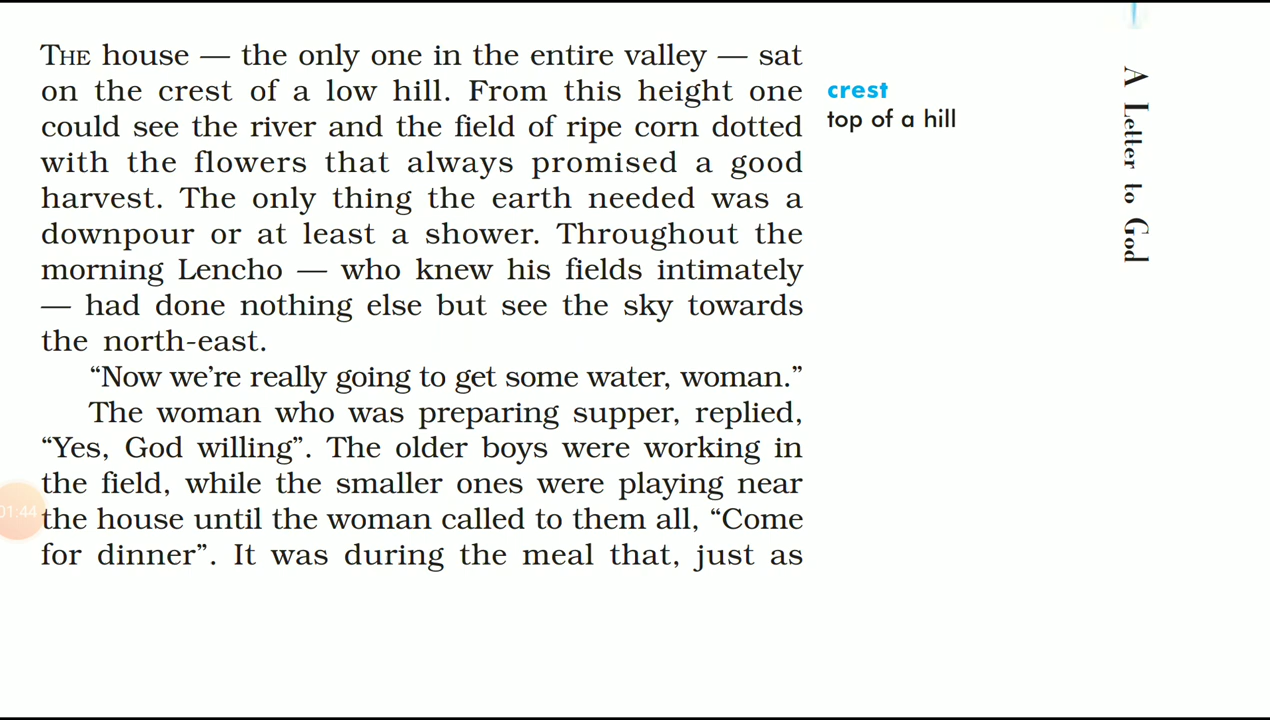 THE house — the only one in the entire valley — sat
on the crest of a low hill. From this height one
could see the river and the field of ripe corn dotted
with the flowers that always promised a good
harvest. The only thing the earth needed was a
downpour or at least a shower. Throughout the
morning Lencho — who knew his fields intimately
— had done nothing else but see the sky towards
the north-east.
“Now we’re really going to get some water, woman.”
The woman who was preparing supper, replied,
“Yes, God willing”. The older boys were working in
the field, while the smaller ones were playing near
the house until the woman called to them all, “Come
for dinner”. It was during the meal that, just as
crest
top of a hill
A Letter to God
01:44